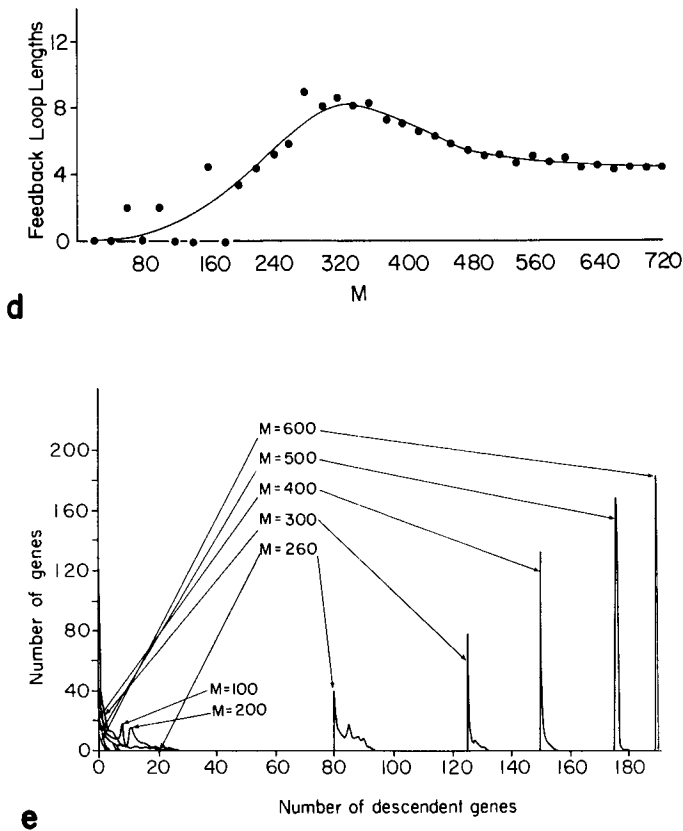 Feedback Loop Lengths
12
8
4
0
80 160 240 320 400 480 560 640 720
M
d
Number of genes
200
160
120
80
40
0
M=600
M=500
M=400
M=300
M=260
M=100
M=200
0 20 40 60 80 100 120 140 160 180
Number of descendent genes
e